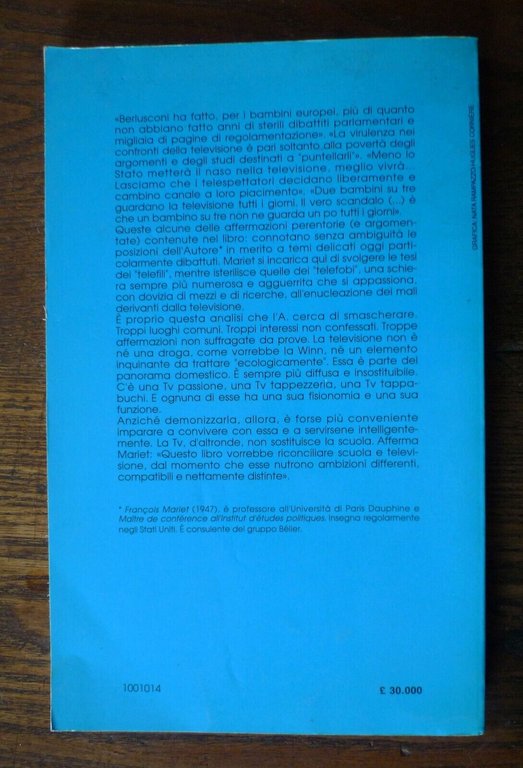 «Berlusconi ha fatto, per i bambini europei, più di quanto
non abbiano fatto anni di sterili dibattiti parlamentari e
migliaia di pagine di regolamentazione». «La virulenza nei
confronti della televisione è pari soltanto alla povertà degli
argomenti e degli studi destinati a "puntellarli"». «Meno lo
Stato metterà il naso nella televisione, meglio vivrà...
Lasciamo che i telespettatori decidano liberamente e
cambino canale a loro piacimento». «Due bambini su tre
guardano la televisione tutti i giorni. Il vero scandalo (...) è
che un bambino su tre non ne guarda un po tutti i giorni».
Queste alcune delle affermazioni perentorie (e argomen-
tate) contenute nel libro: connotano senza ambiguità le
posizioni dell'Autore* in merito a temi delicati oggi parti-
colarmente dibattuti. Mariet si incarica qui di svolgere le tesi
dei "telefili", mentre isterilisce quelle dei "telefobi", una schie-
ra sempre più numerosa e agguerrita che si appassiona,
con dovizia di mezzi e di ricerche, all'enucleazione dei mali
derivanti dalla televisione.
È proprio questa analisi che l'A. cerca di smascherare.
Troppi luoghi comuni. Troppi interessi non confessati. Troppe
affermazioni non suffragate da prove. La televisione non è
né una droga, come vorrebbe la Winn, né un elemento
inquinante da trattare "ecologicamente". Essa è parte del
panorama domestico. È sempre più diffusa e insostituibile.
C'è una Tv passione, una Tv tappezzeria, una Tv tappa-
buchi. E ognuna di esse ha una sua fisionomia e una sua
funzione.
Anziché demonizzarla, allora, è forse più conveniente
imparare a convivere con essa e a servirsene intelligente-
mente. La Tv, d'altronde, non sostituisce la scuola. Afferma
Mariet: «Questo libro vorrebbe riconciliare scuola e televi-
sione, dal momento che esse nutrono ambizioni differenti,
compatibili e nettamente distinte».
* François Mariet (1947), è professore all'Università di Paris Dauphine e
Maître de conférence all'Institut d'études politiques. Insegna regolarmente
negli Stati Uniti. È consulente del gruppo Bélier.
1001014
£ 30.000
GRAFICA: NATA RAMPAZZO-HUGUES CORRIÈRE